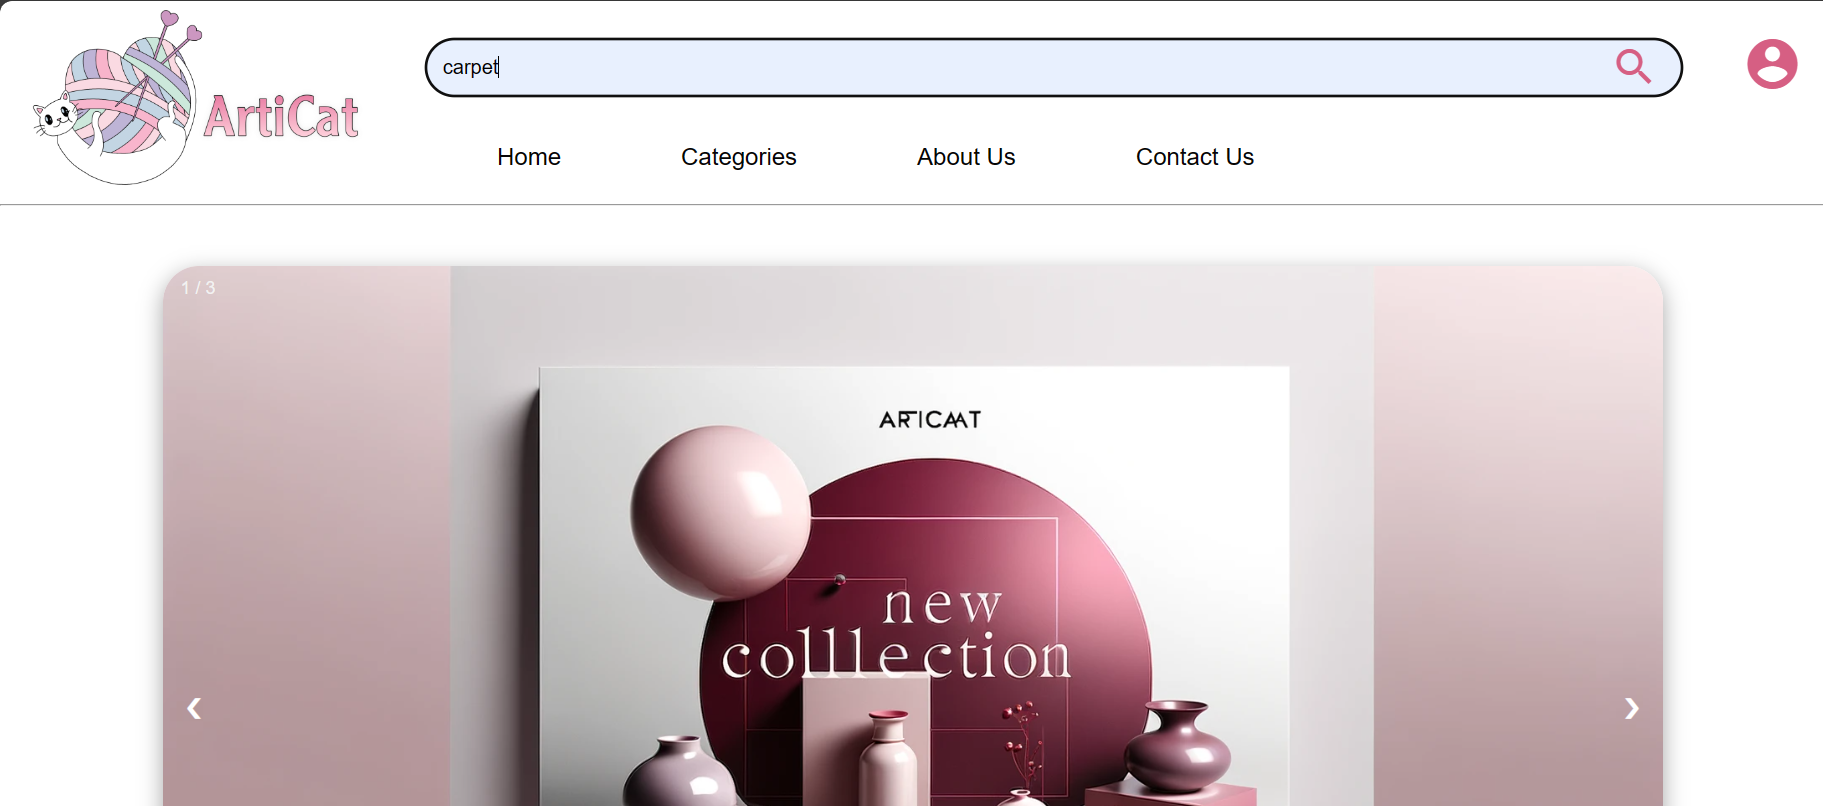 ArtiCat
carpet
Home
Categories
About Us
Contact Us
1 / 3
ARTICAAT
new
colllection